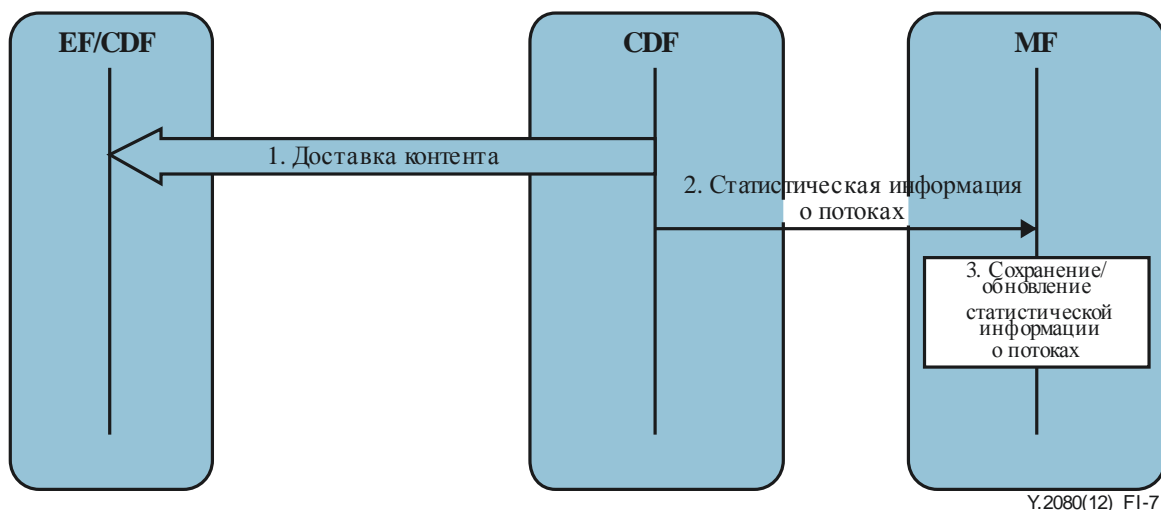 EF/CDF
CDF
MF
1. Доставка контента
2. Статистическая информация
о потоках
3. Сохранение/
обновление
статистической
информации
о потоках
Y.2080(12)_FI-7